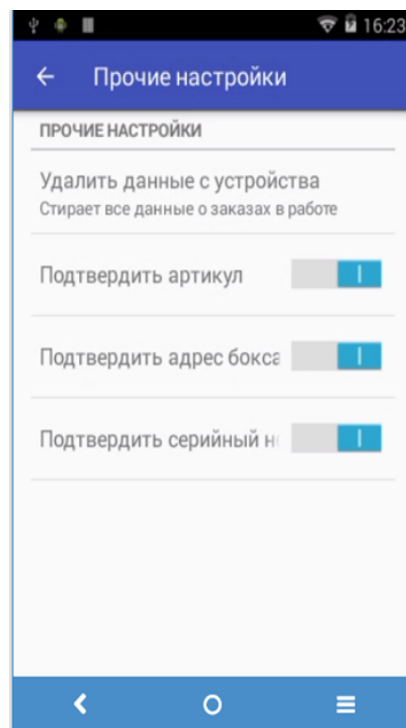 16:23
Прочие настройки
ПРОЧИЕ НАСТРОЙКИ
Удалить данные с устройства
Стирает все данные о заказах в работе
Подтвердить артикул
Подтвердить адрес бокса
Подтвердить серийный